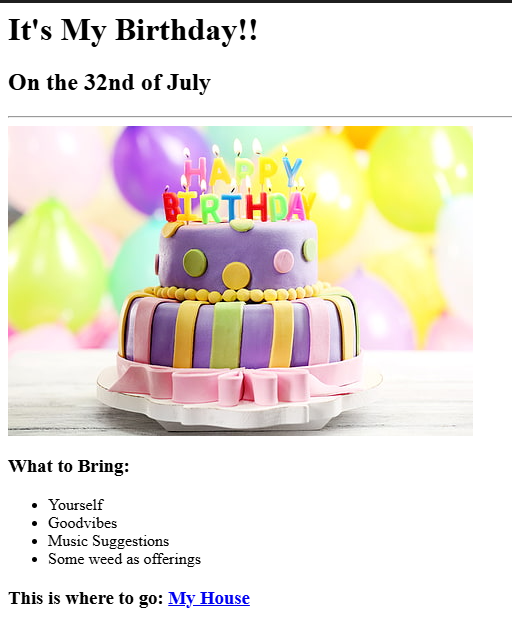 It's My Birthday!!
On the 32nd of July
HAPPY
BIRTHDAY
What to Bring:
Yourself
Goodvibes
Music Suggestions
Some weed as offerings
This is where to go: My House